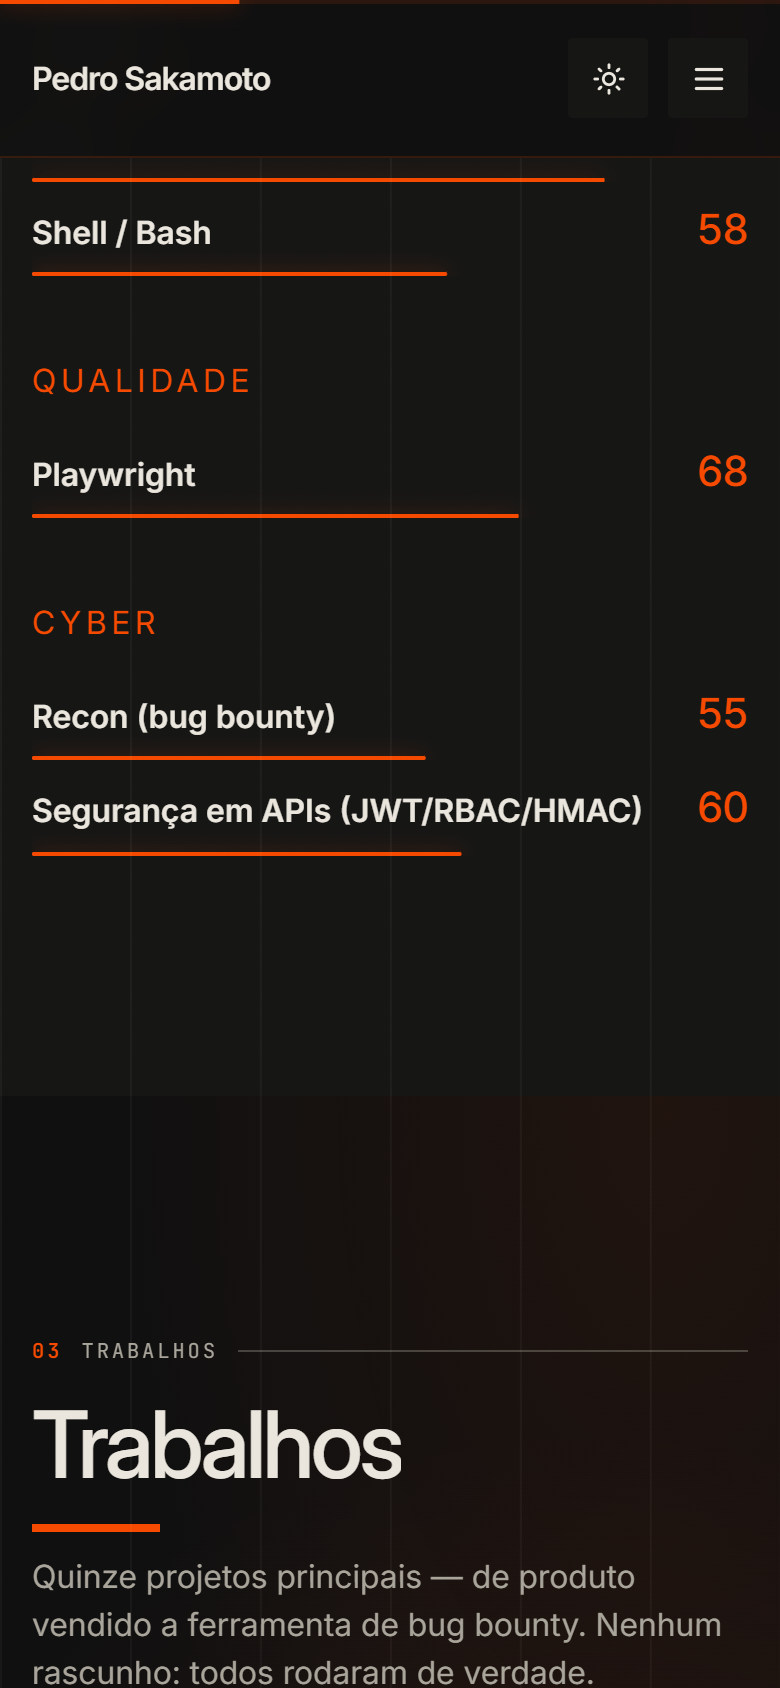 Pedro Sakamoto
Shell / Bash 58
QUALIDADE
Playwright 68
CYBER
Recon (bug bounty) 55
Segurança em APIs (JWT/RBAC/HMAC) 60
03 TRABALHOS
Trabalhos
Quinze projetos principais — de produto
vendido a ferramenta de bug bounty. Nenhum
rascunho: todos rodaram de verdade.